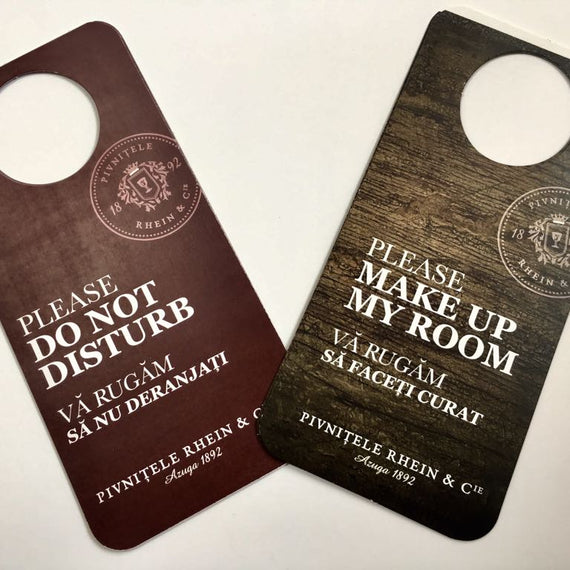 PIVNIȚELE
18 92
RHEIN & CIE
PLEASE
DO NOT
DISTURB
VĂ RUGĂM
SĂ NU DERANJAȚI
PIVNIȚELE RHEIN & C
Azuga 1892
PIVNIȚELE
18
RHEIN & CIE
PLEASE
MAKE UP
MY ROOM
VĂ RUGĂM
SĂ FACEȚI CURAT
PIVNIȚELE RHEIN & CIE
Azuga 1892